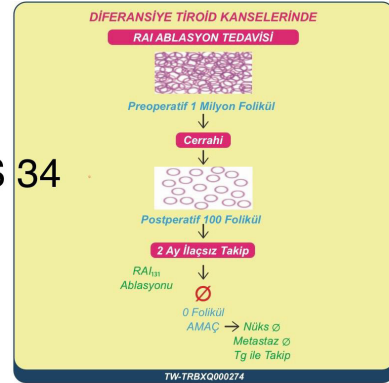 DİFERANSİYE TİROİD KANSELERİNDE
RAI ABLASYON TEDAVİSİ
Preoperatif 1 Milyon Folikül
Cerrahi
S 34
Postperatif 100 Folikül
2 Ay İlaçsız Takip
RAI131
Ablasyonu
Ø
0 Folikül
AMAÇ → Nüks Ø
Metastaz Ø
Tg ile Takip
TW-TRBXQ000274